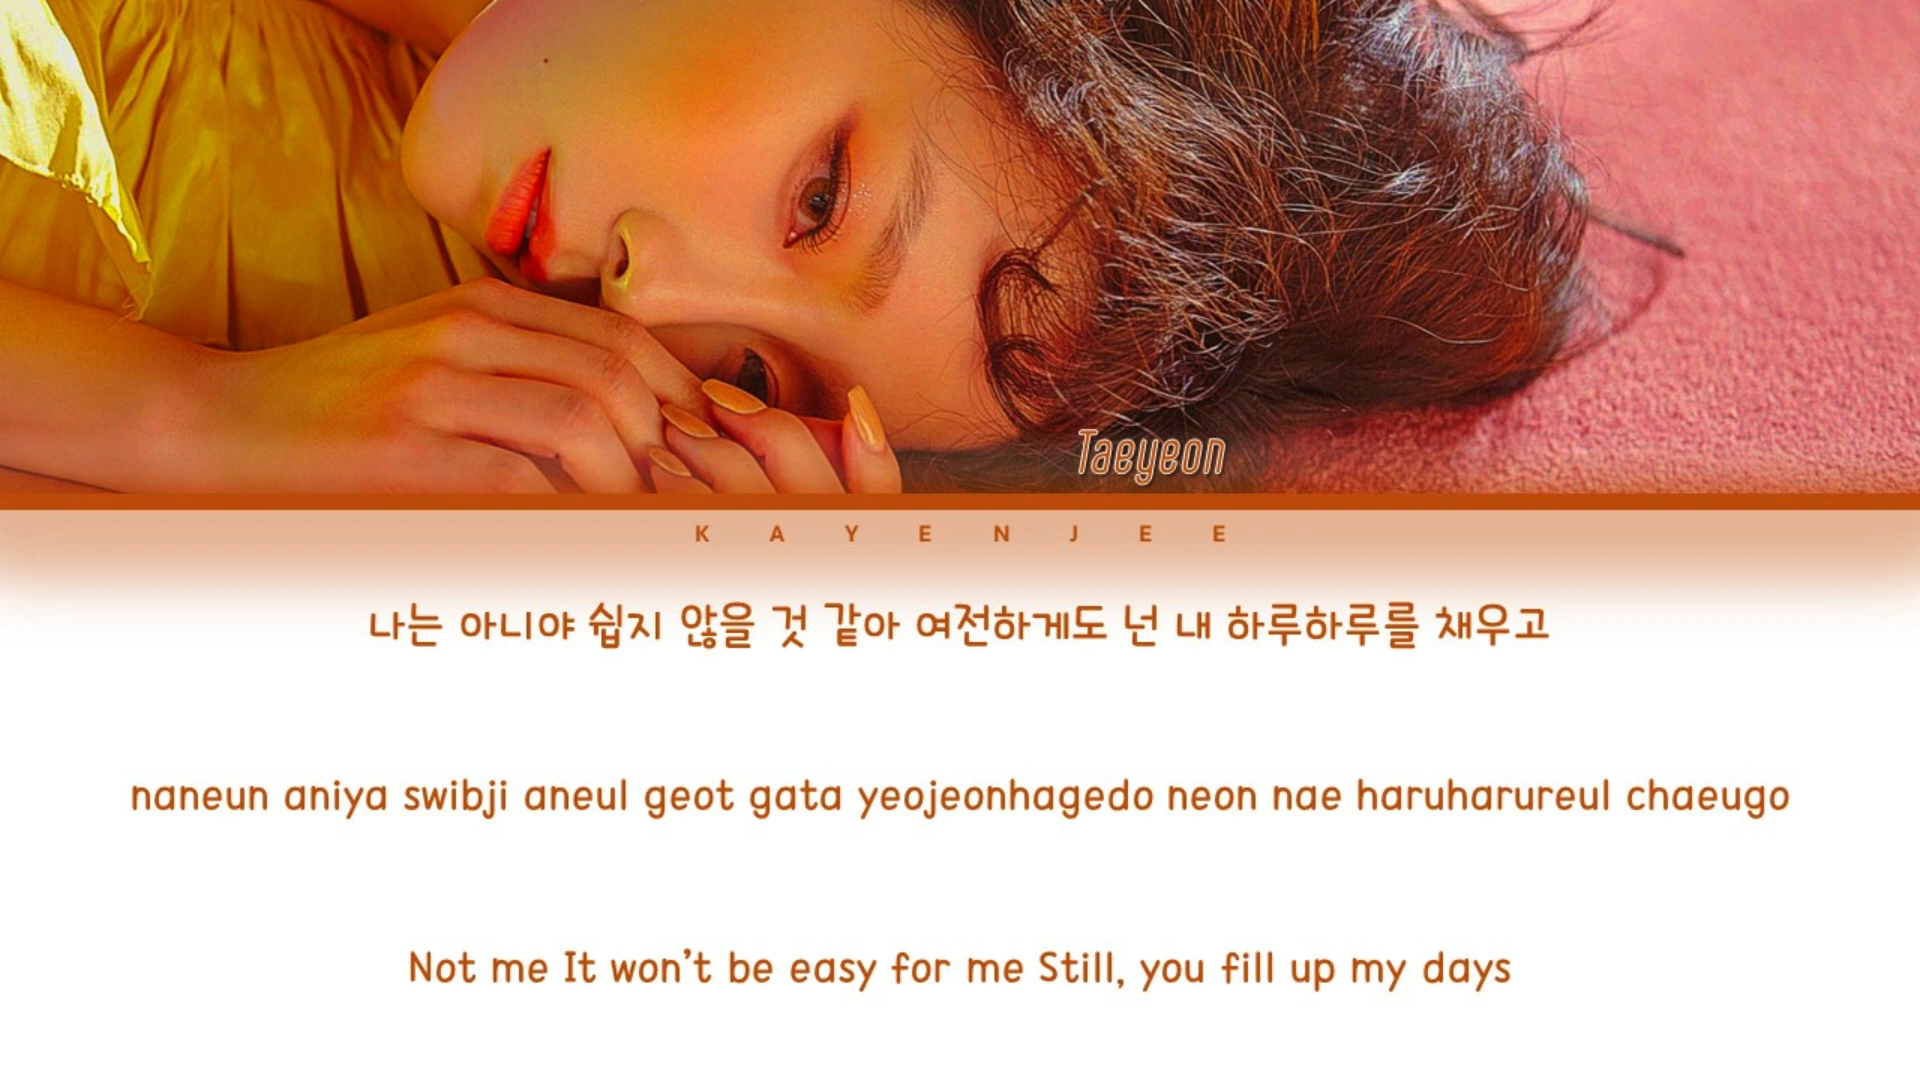 Taeyeon
KAYENJEE
나는 아니야 쉽지 않을 것 같아 여전하게도 넌 내 하루하루를 채우고
naneun aniya swibji aneul geot gata yeojeonhagedo neon nae haruharureul chaeugo
Not me It won’t be easy for me Still, you fill up my days